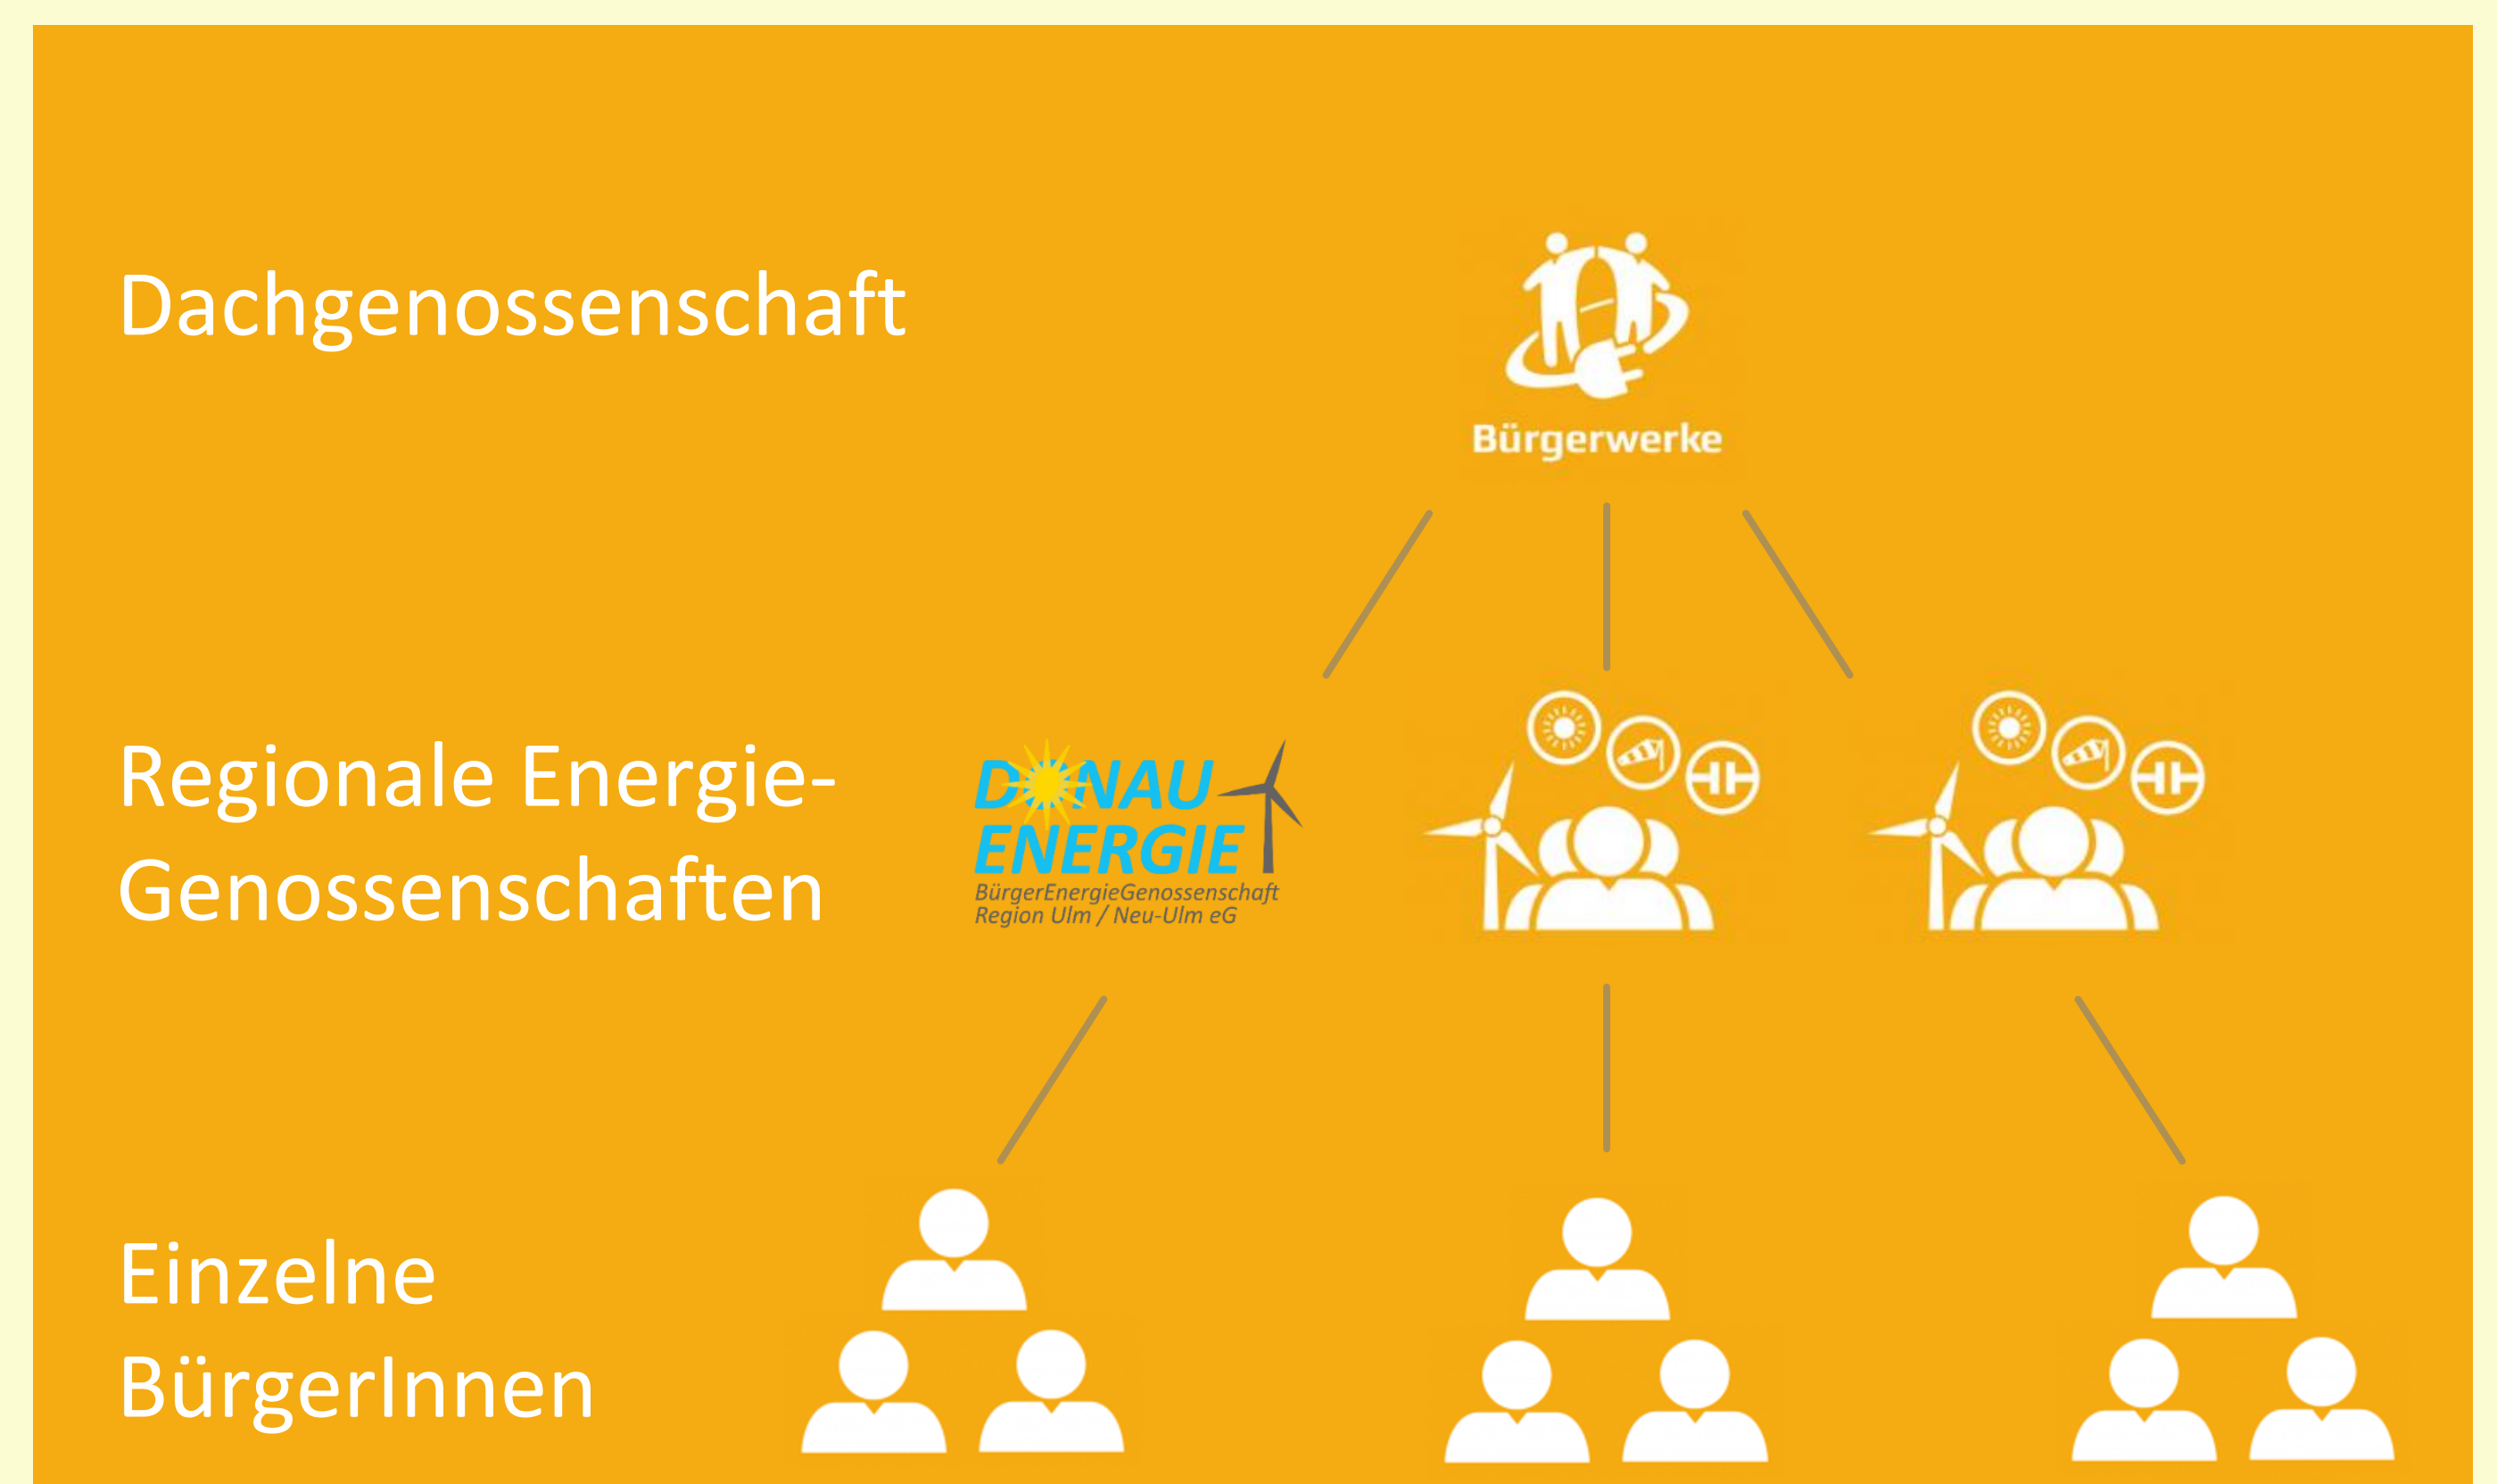 Dachgenossenschaft
Bürgerwerke
Regionale Energie-
Genossenschaften
DONAU
ENERGIE
BürgerEnergieGenossenschaft
Region Ulm / Neu-Ulm eG
Einzelne
BürgerInnen